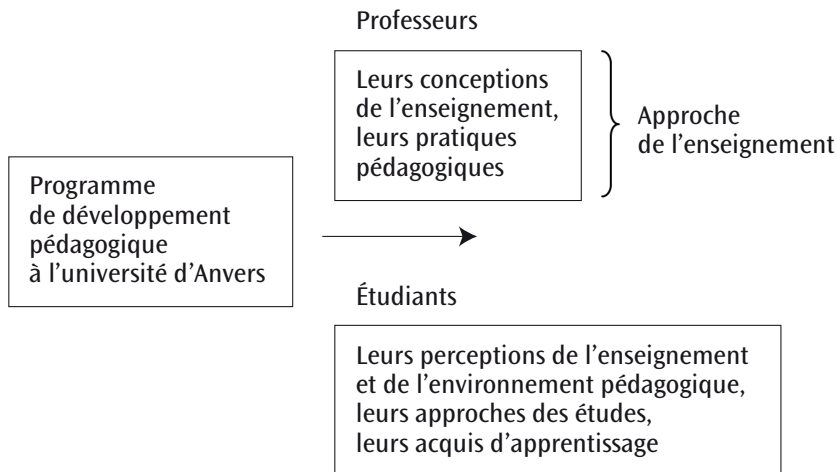 Professeurs
Leurs conceptions
de l’enseignement,
leurs pratiques
pédagogiques
Approche
de l’enseignement
Programme
de développement
pédagogique
à l’université d’Anvers
Étudiants
Leurs perceptions de l’enseignement
et de l’environnement pédagogique,
leurs approches des études,
leurs acquis d’apprentissage